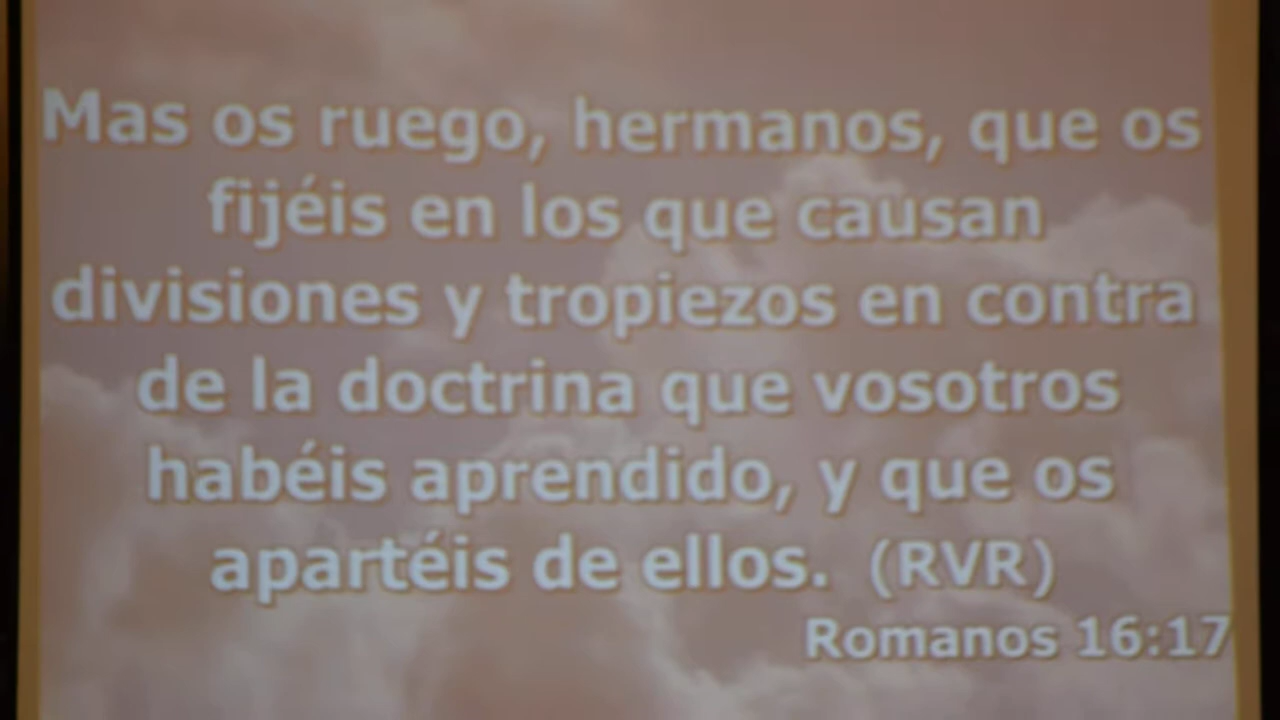 Mas os ruego, hermanos, que os
fijéis en los que causan
divisiones y tropiezos en contra
de la doctrina que vosotros
habéis aprendido, y que os
apartéis de ellos. (RVR)
Romanos 16:17